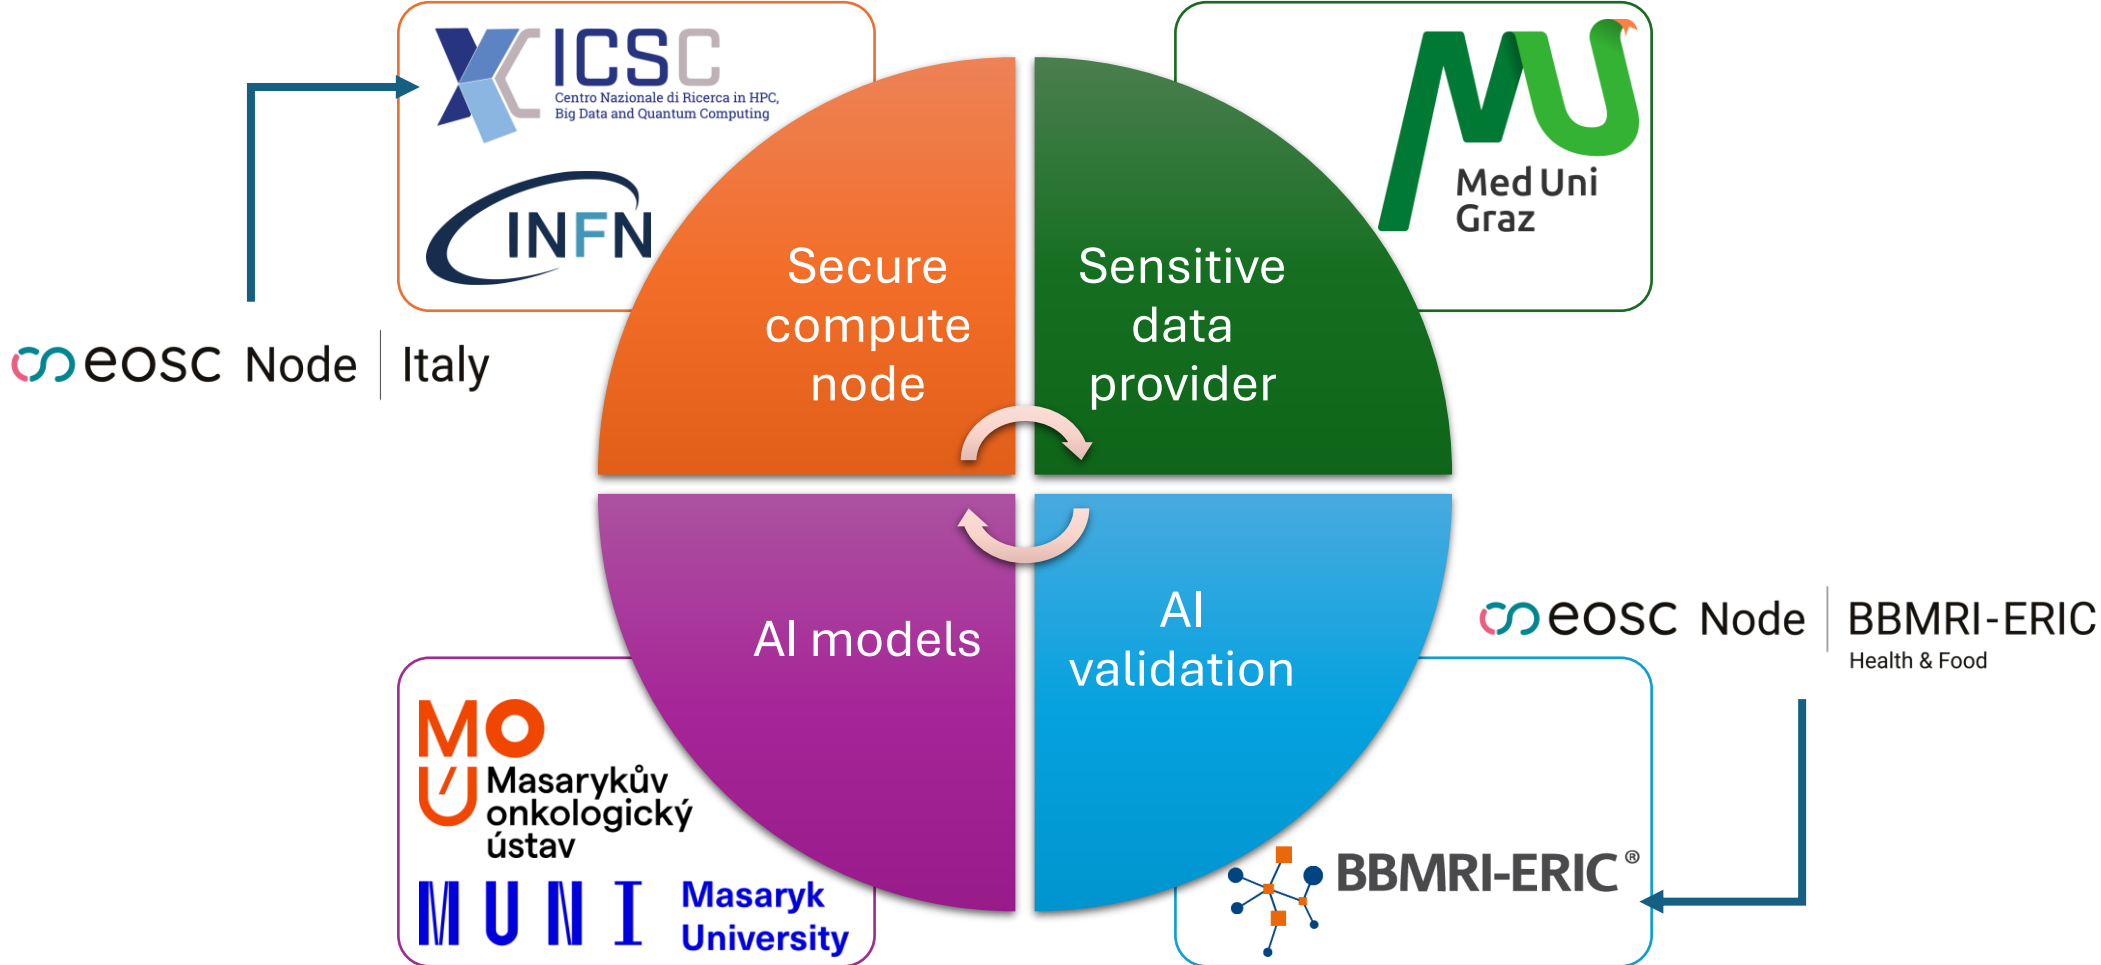 ICSC
Centro Nazionale di Ricerca in HPC,
Big Data and Quantum Computing
INFN
eosc Node | Italy
Secure
compute
node
Sensitive
data
provider
Med Uni
Graz
AI models
AI
validation
eosc Node | BBMRI-ERIC
Health & Food
MOÚ
Masarykův
onkologický
ústav
MUNI
Masaryk
University
BBMRI-ERIC®